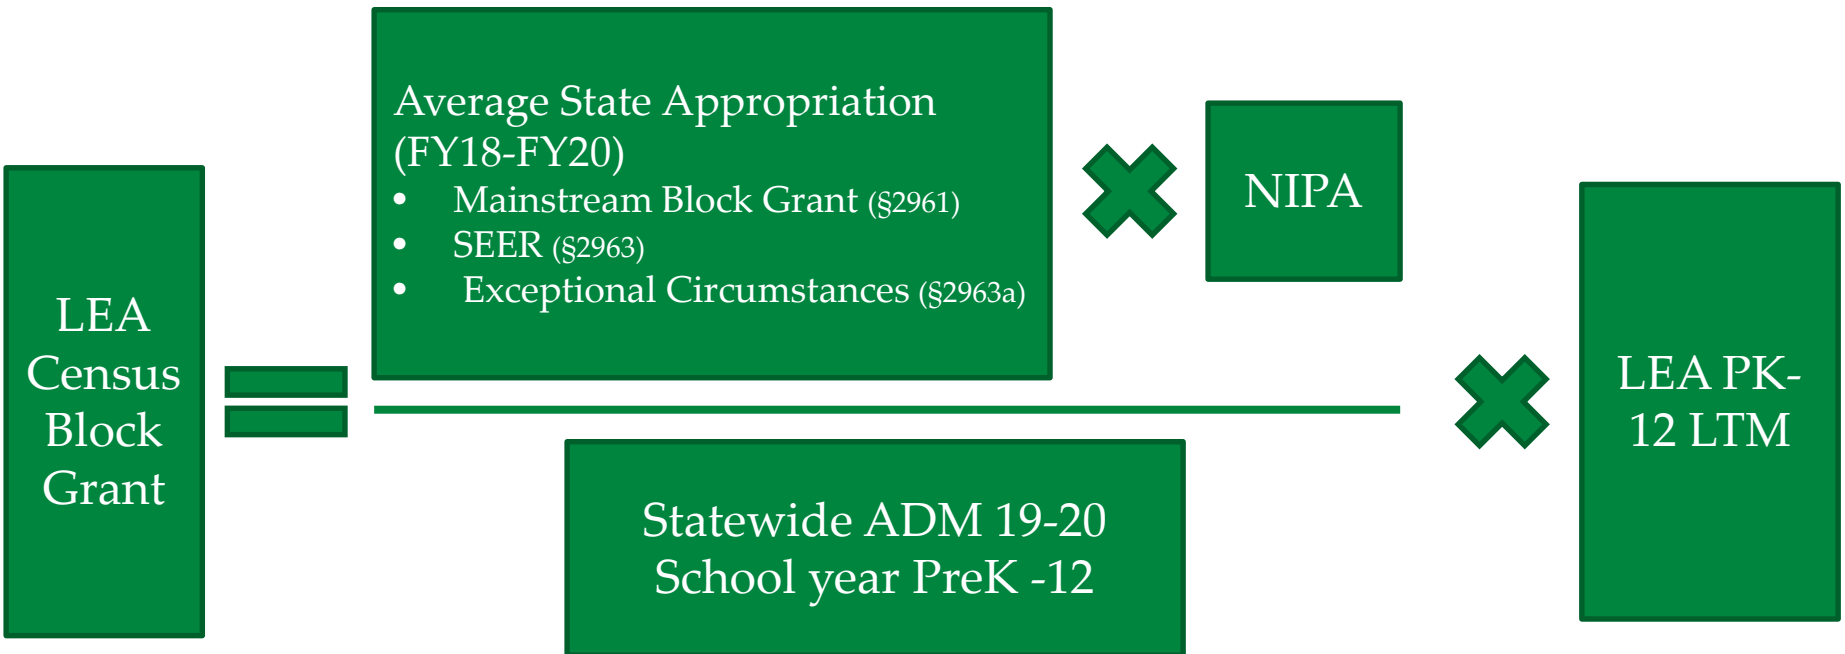 LEA
Census
Block
Grant
Average State Appropriation
(FY18-FY20)
• Mainstream Block Grant (§2961)
• SEER (§2963)
• Exceptional Circumstances (§2963a)
NIPA
Statewide ADM 19-20
School year PreK -12
LEA PK-
12 LTM